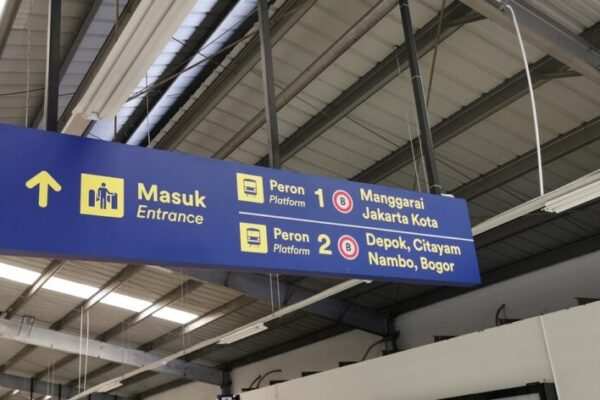 Masuk
Entrance
Peron 1 B Manggarai
Platform Jakarta Kota
Peron 2 B Depok, Citayam
Platform Nambo, Bogor